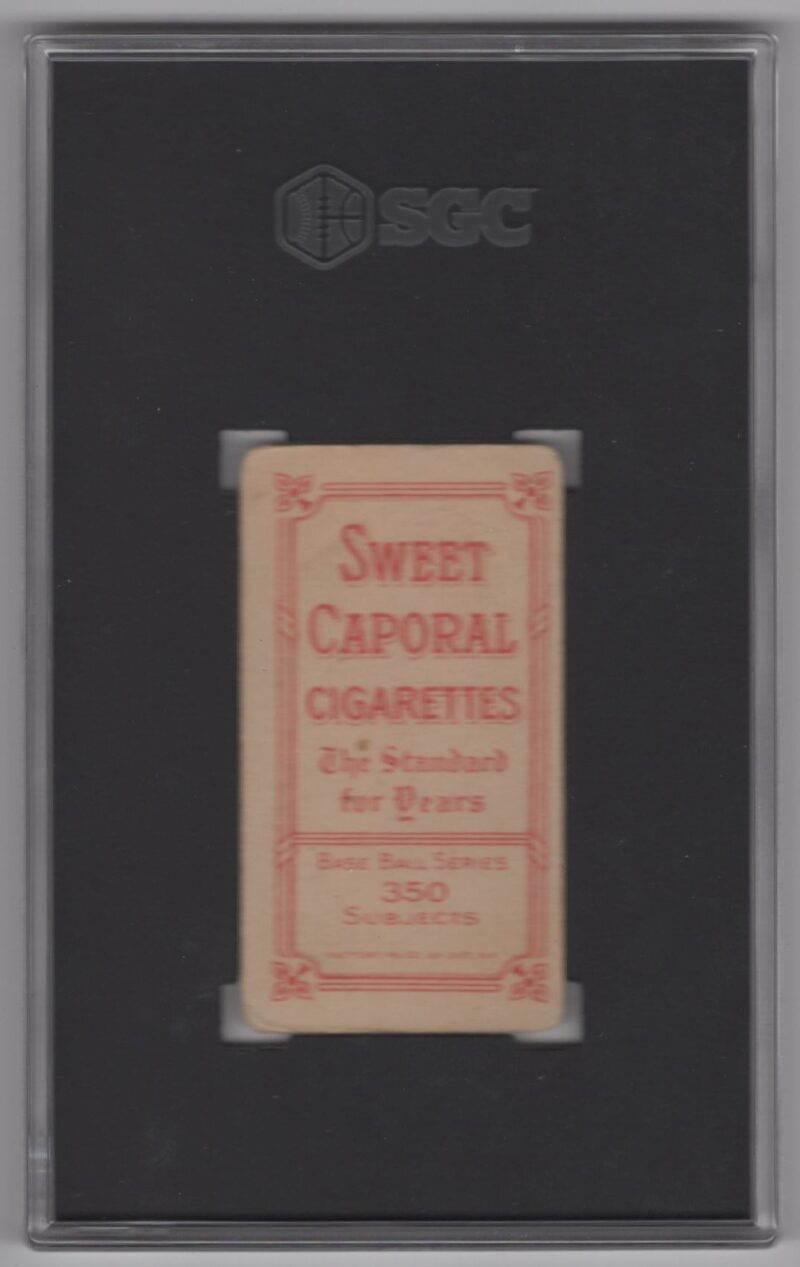 SGC
SWEET
CAPORAL
CIGARETTES
The Standard
for Years
BASE BALL SERIES
350
SUBJECTS